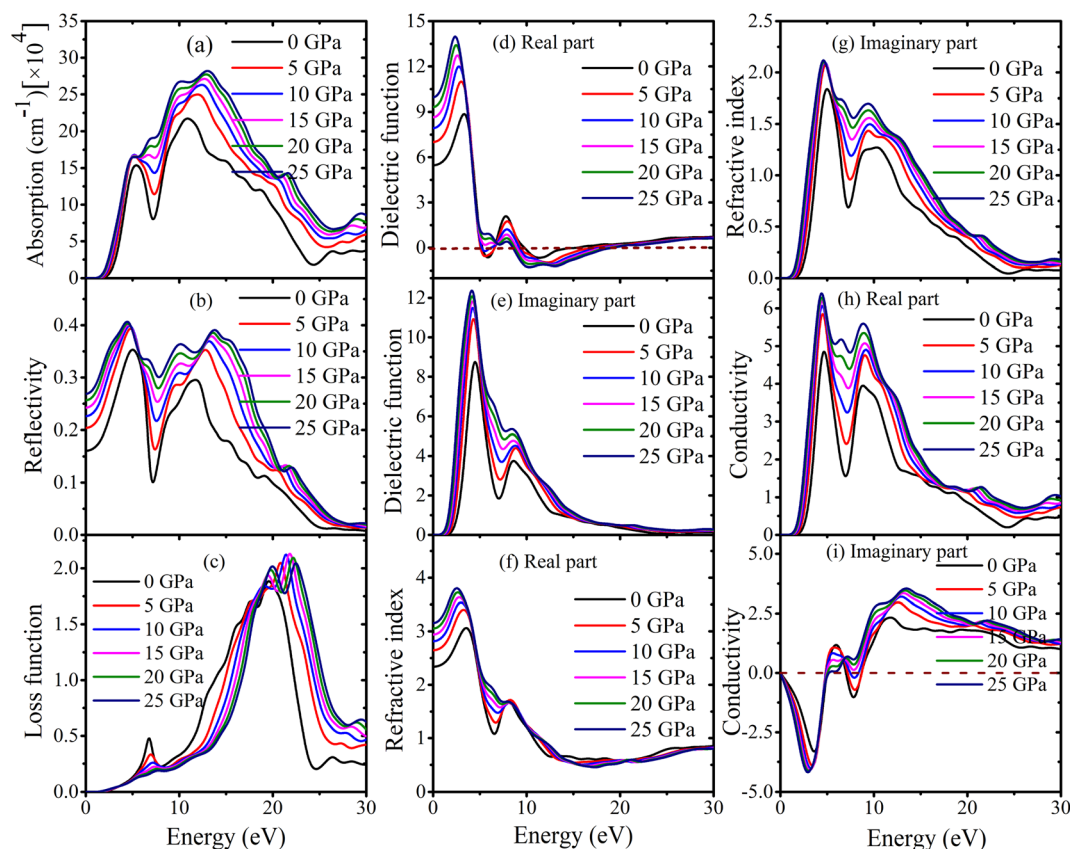 35
30
25
20
15
10
5
0
Absorption (cm⁻¹)[×10⁴]
(a)
0 GPa
5 GPa
10 GPa
15 GPa
20 GPa
25 GPa
0.4
0.3
0.2
0.1
0.0
Reflectivity
(b)
0 GPa
5 GPa
10 GPa
15 GPa
20 GPa
25 GPa
2.0
1.5
1.0
0.5
0.0
Loss function
(c)
0 GPa
5 GPa
10 GPa
15 GPa
20 GPa
25 GPa
0 10 20 30
Energy (eV)
15
12
9
6
3
0
Dielectric function
(d) Real part
0 GPa
5 GPa
10 GPa
15 GPa
20 GPa
25 GPa
12
10
8
6
4
2
0
Dielectric function
(e) Imaginary part
0 GPa
5 GPa
10 GPa
15 GPa
20 GPa
25 GPa
4
3
2
1
0
Refractive index
(f) Real part
0 GPa
5 GPa
10 GPa
15 GPa
20 GPa
25 GPa
0 10 20 30
Energy (eV)
2.5
2.0
1.5
1.0
0.5
0.0
Refractive index
(g) Imaginary part
0 GPa
5 GPa
10 GPa
15 GPa
20 GPa
25 GPa
6
5
4
3
2
1
0
Conductivity
(h) Real part
0 GPa
5 GPa
10 GPa
15 GPa
20 GPa
25 GPa
5.0
2.5
0.0
-2.5
-5.0
Conductivity
(i) Imaginary part
0 GPa
5 GPa
10 GPa
15 GPa
20 GPa
25 GPa
0 10 20 30
Energy (eV)